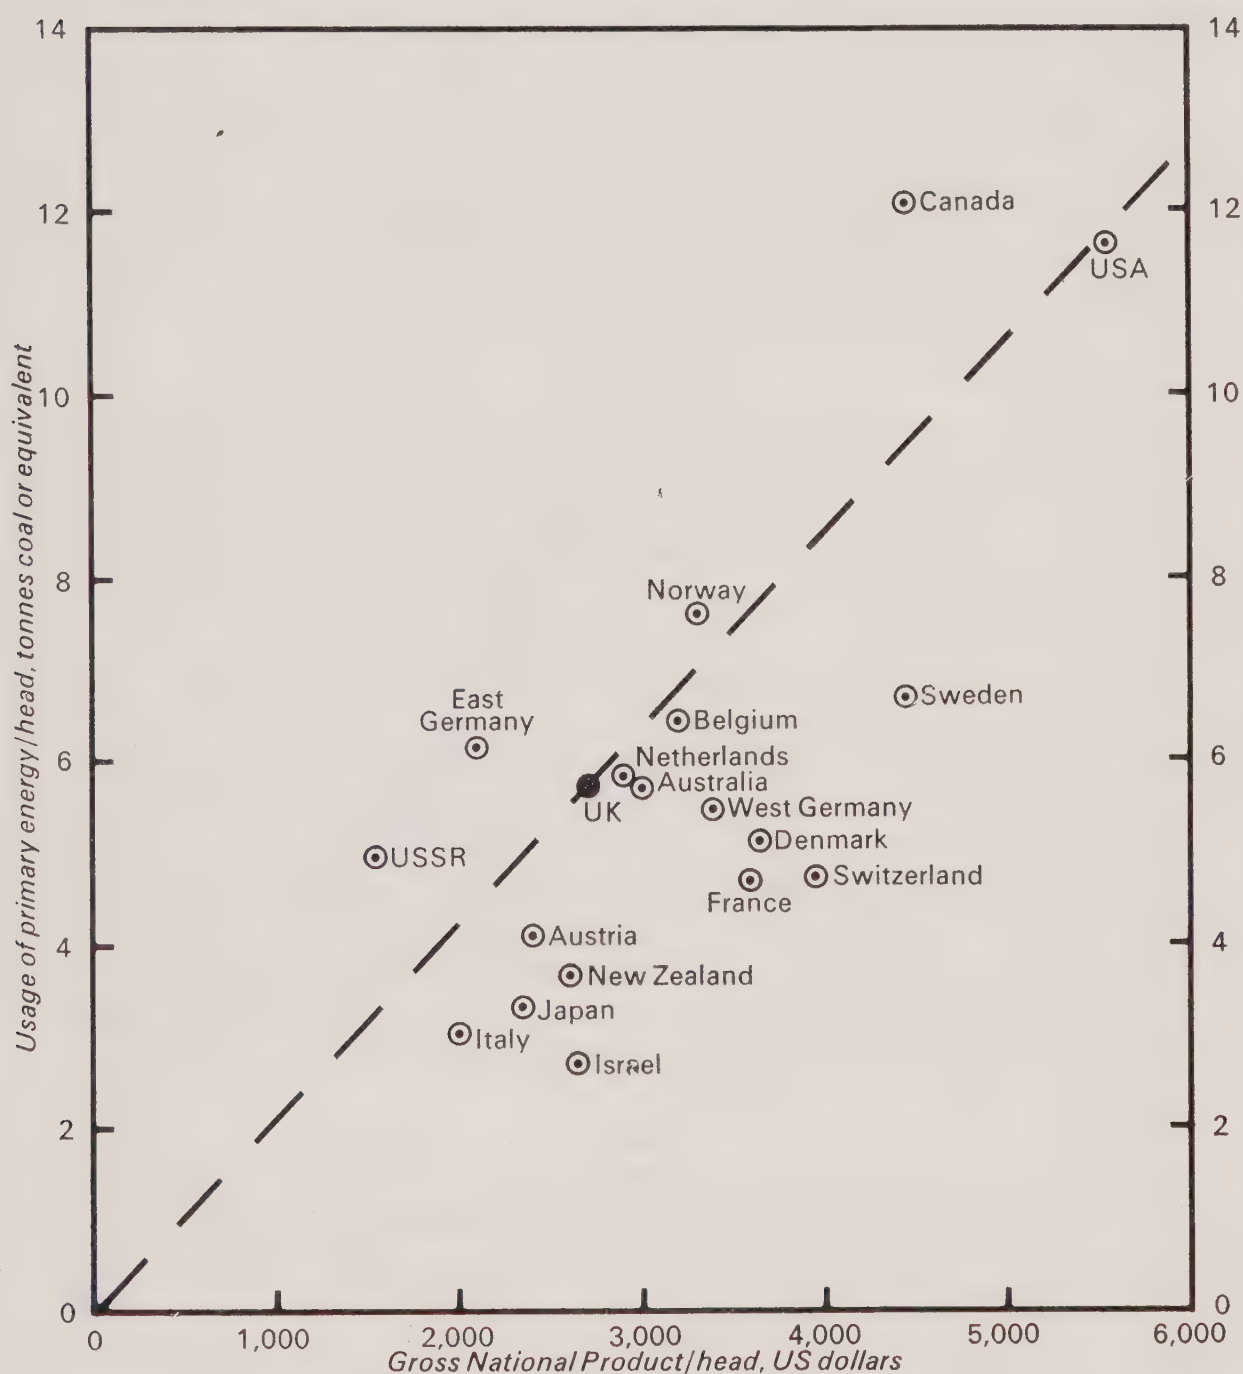 14
14
Canada
12
12
USA
Usage of primary energy/head, tonnes coal or equivalent
10
10
8
8
Norway
East
Germany
Sweden
Belgium
6
6
Netherlands
Australia
UK
West Germany
Denmark
USSR
Switzerland
France
4
4
Austria
New Zealand
Japan
Italy
Israel
2
2
0
0
0
1,000
2,000
3,000
4,000
5,000
6,000
Gross National Product/head, US dollars